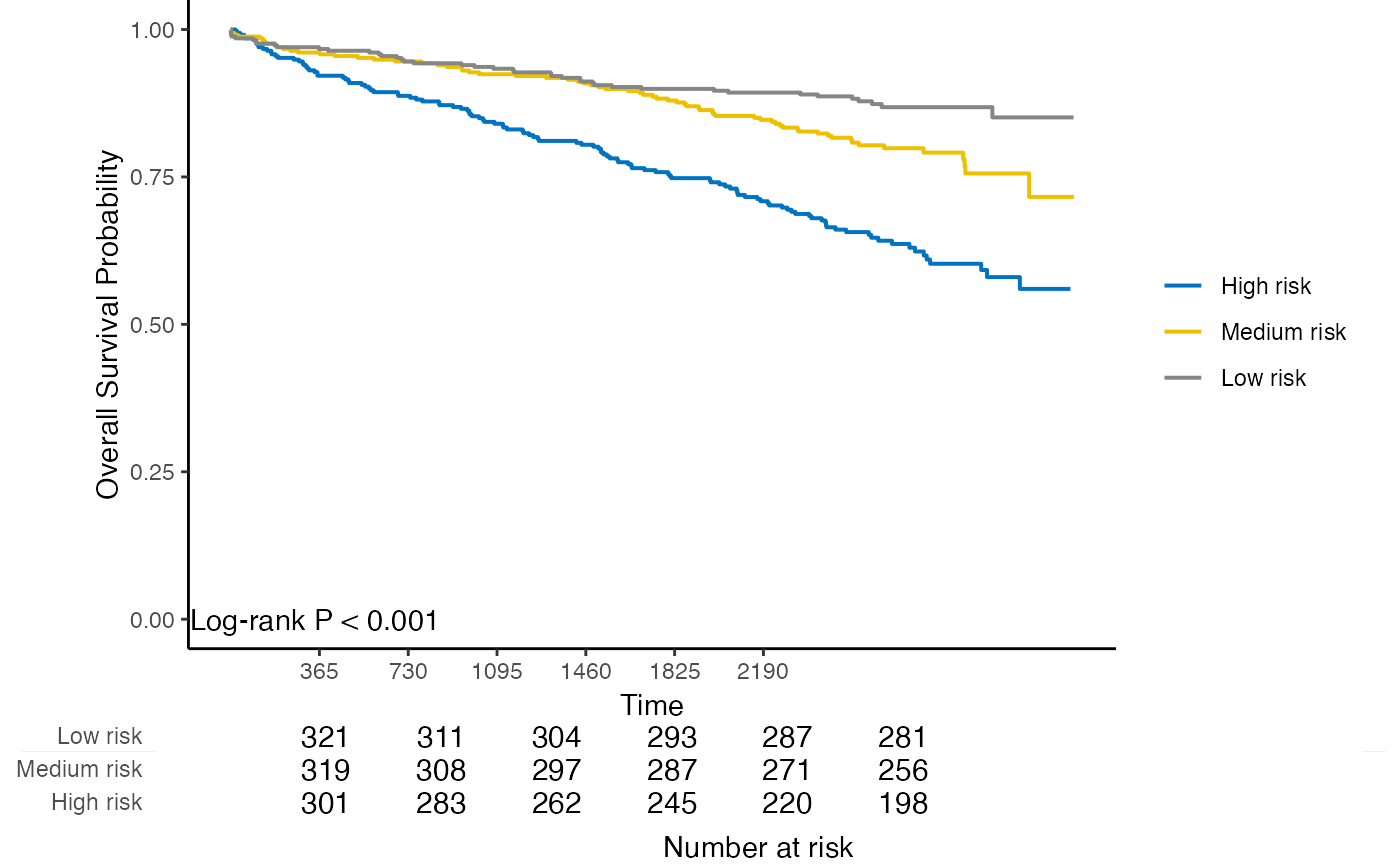 1.00
0.75
0.50
0.25
0.00
Overall Survival Probability
Log-rank P < 0.001
High risk
Medium risk
Low risk
365 730 1095 1460 1825 2190
Time
Low risk 321 311 304 293 287 281
Medium risk 319 308 297 287 271 256
High risk 301 283 262 245 220 198
Number at risk